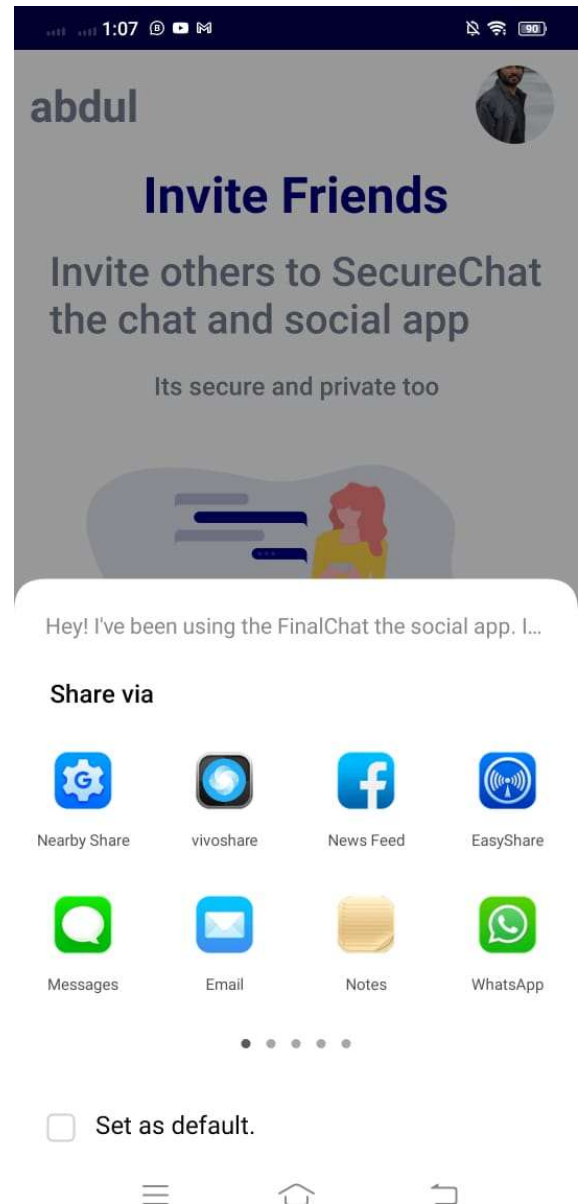 1:07
90
abdul
Invite Friends
Invite others to SecureChat
the chat and social app
Its secure and private too
Hey! I've been using the FinalChat the social app. I...
Share via
Nearby Share vivoshare News Feed EasyShare
Messages Email Notes WhatsApp
Set as default.